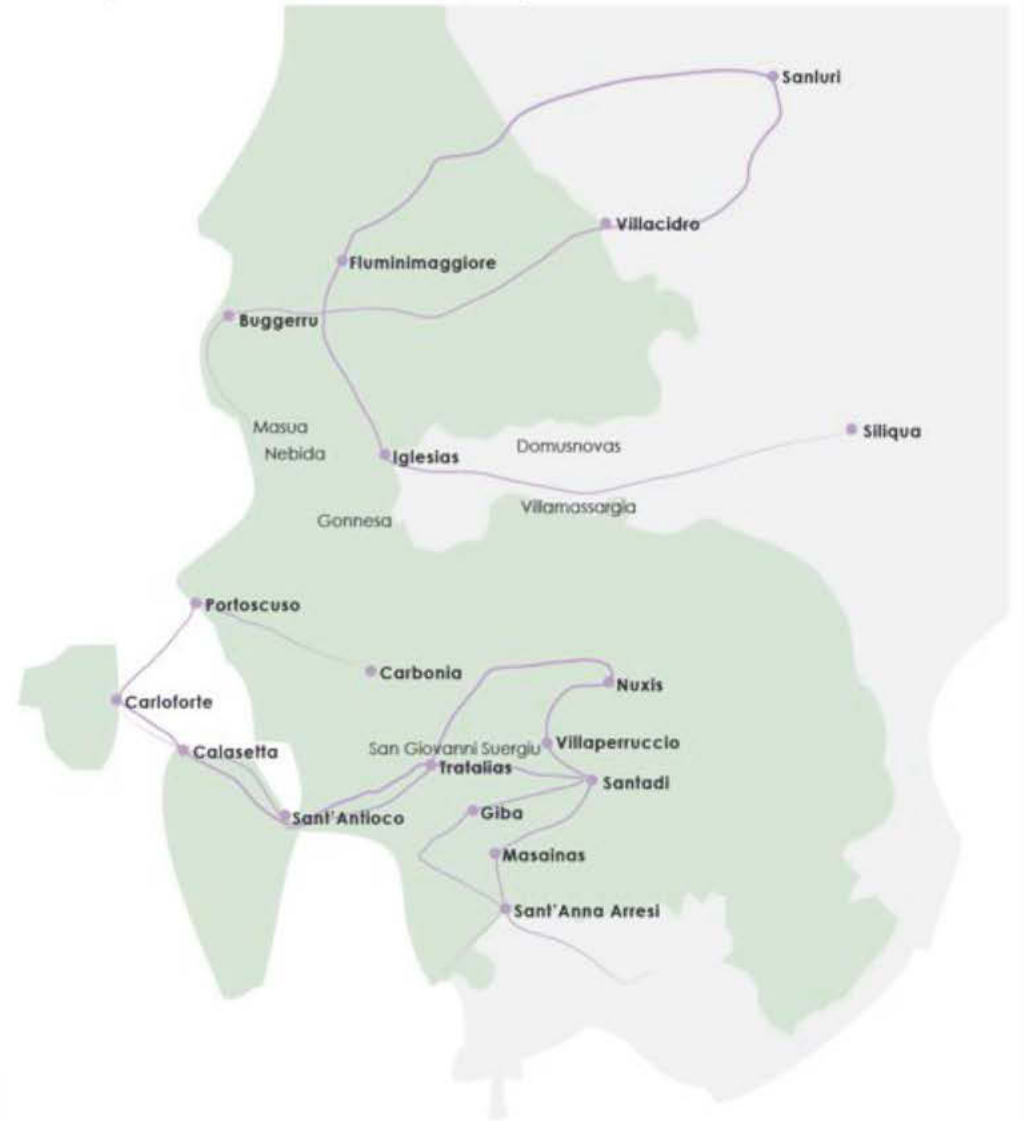 Sanluri
Villacidro
Fluminimaggiore
Buggerru
Masua
Nebida
Domusnovas
Siliqua
Iglesias
Villamassargia
Gonnesa
Portoscuso
Carbonia
Nuxis
Carloforte
Calasetta
San Giovanni Suergiu
Villaperruccio
Tratalias
Santadi
Sant'Antioco
Giba
Masainas
Sant'Anna Arresi